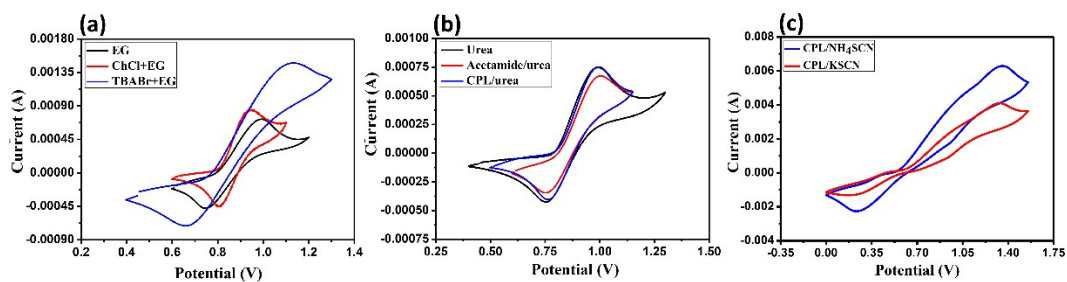 (a)
EG
ChCl+EG
TBABr+EG
0.00180
0.00135
0.00090
0.00045
0.00000
-0.00045
-0.00090
Current (A)
0.2 0.4 0.6 0.8 1.0 1.2 1.4
Potential (V)
(b)
Urea
Acetamide/urea
CPL/urea
0.00100
0.00075
0.00050
0.00025
0.00000
-0.00025
-0.00050
-0.00075
Current (A)
0.25 0.50 0.75 1.00 1.25 1.50
Potential (V)
(c)
CPL/NH4SCN
CPL/KSCN
0.008
0.006
0.004
0.002
0.000
-0.002
-0.004
Current (A)
-0.35 0.00 0.35 0.70 1.05 1.40 1.75
Potential (V)